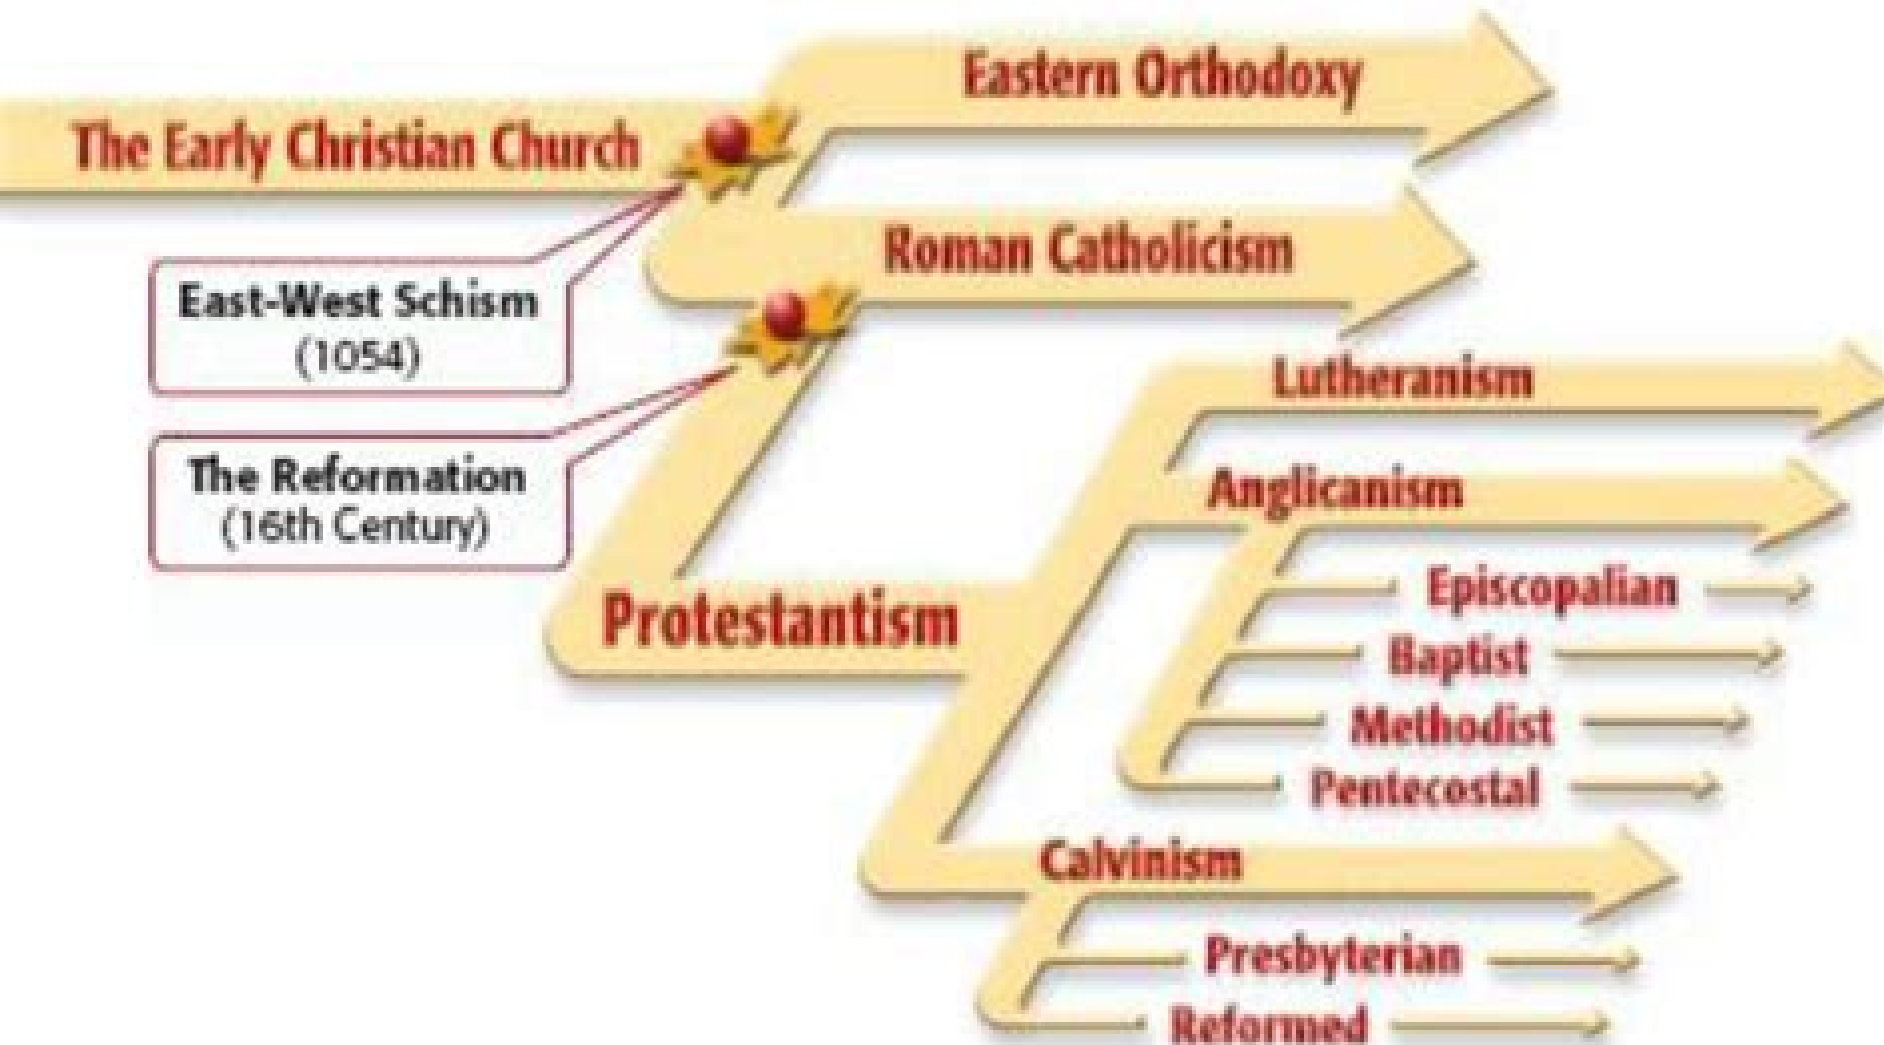 Eastern Orthodoxy
The Early Christian Church
Roman Catholicism
East-West Schism
(1054)
Lutheranism
The Reformation
(16th Century)
Anglicanism
Episcopalian
Protestantism
Baptist
Methodist
Pentecostal
Calvinism
Presbyterian
Reformed